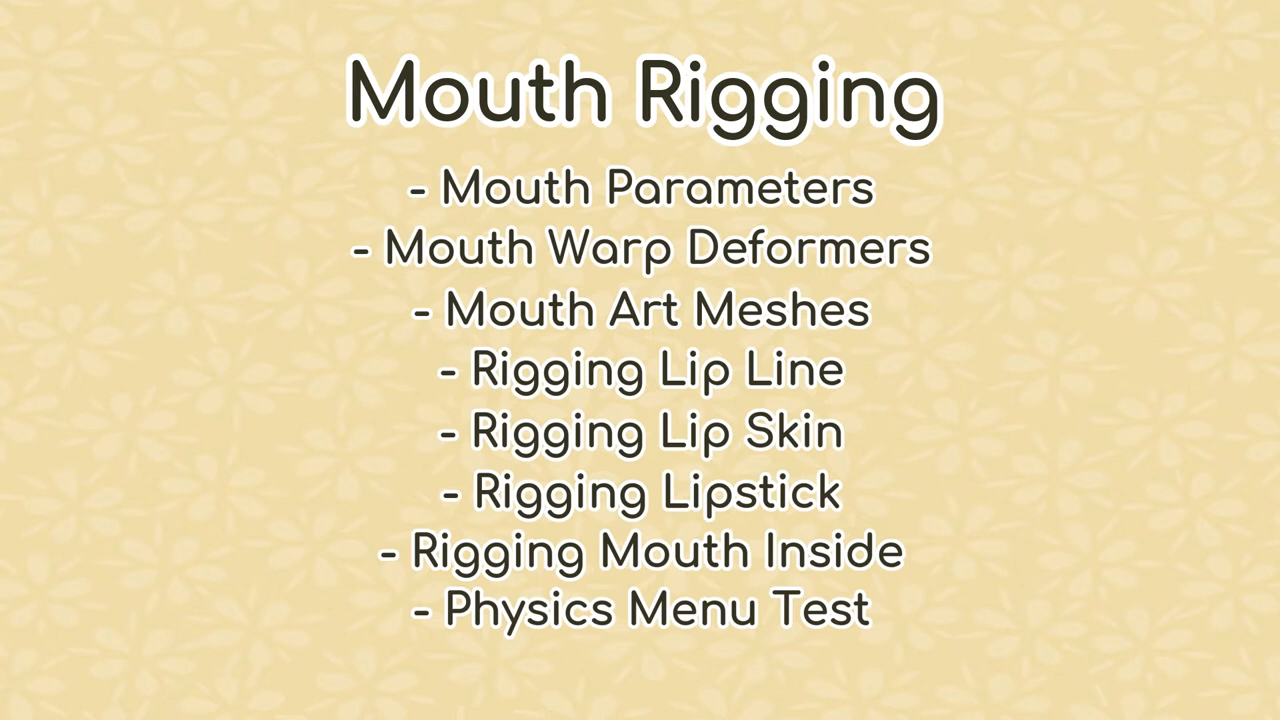 Mouth Rigging
- Mouth Parameters
- Mouth Warp Deformers
- Mouth Art Meshes
- Rigging Lip Line
- Rigging Lip Skin
- Rigging Lipstick
- Rigging Mouth Inside
- Physics Menu Test